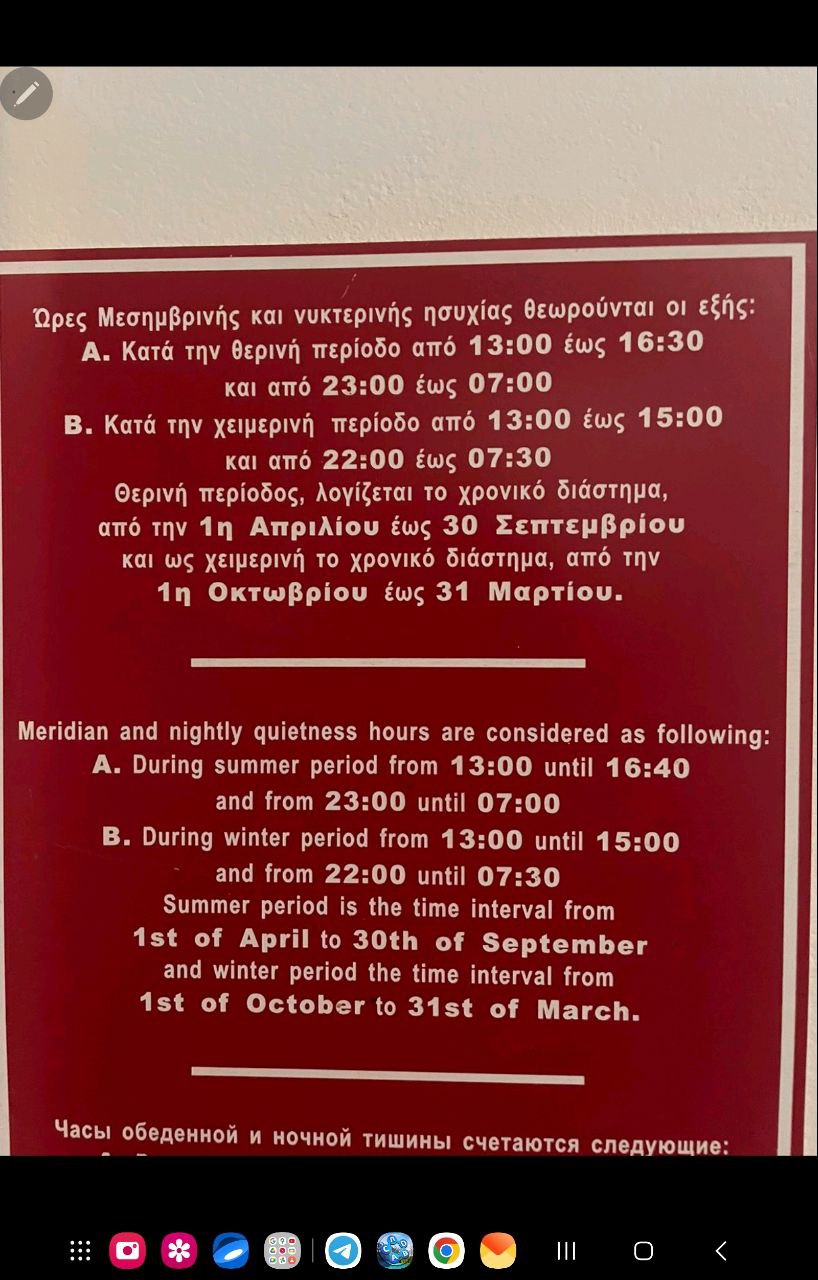 Ώρες Μεσημβρινής και νυκτερινής ησυχίας θεωρούνται οι εξής:
Α. Κατά την θερινή περίοδο από 13:00 έως 16:30
και από 23:00 έως 07:00
Β. Κατά την χειμερινή περίοδο από 13:00 έως 15:00
και από 22:00 έως 07:30
Θερινή περίοδος, λογίζεται το χρονικό διάστημα,
από την 1η Απριλίου έως 30 Σεπτεμβρίου
και ως χειμερινή το χρονικό διάστημα, από την
1η Οκτωβρίου έως 31 Μαρτίου.
Meridian and nightly quietness hours are considered as following:
A. During summer period from 13:00 until 16:40
and from 23:00 until 07:00
B. During winter period from 13:00 until 15:00
and from 22:00 until 07:30
Summer period is the time interval from
1st of April to 30th of September
and winter period the time interval from
1st of October to 31st of March.
Часы обеденной и ночной тишины счетаются следующие: